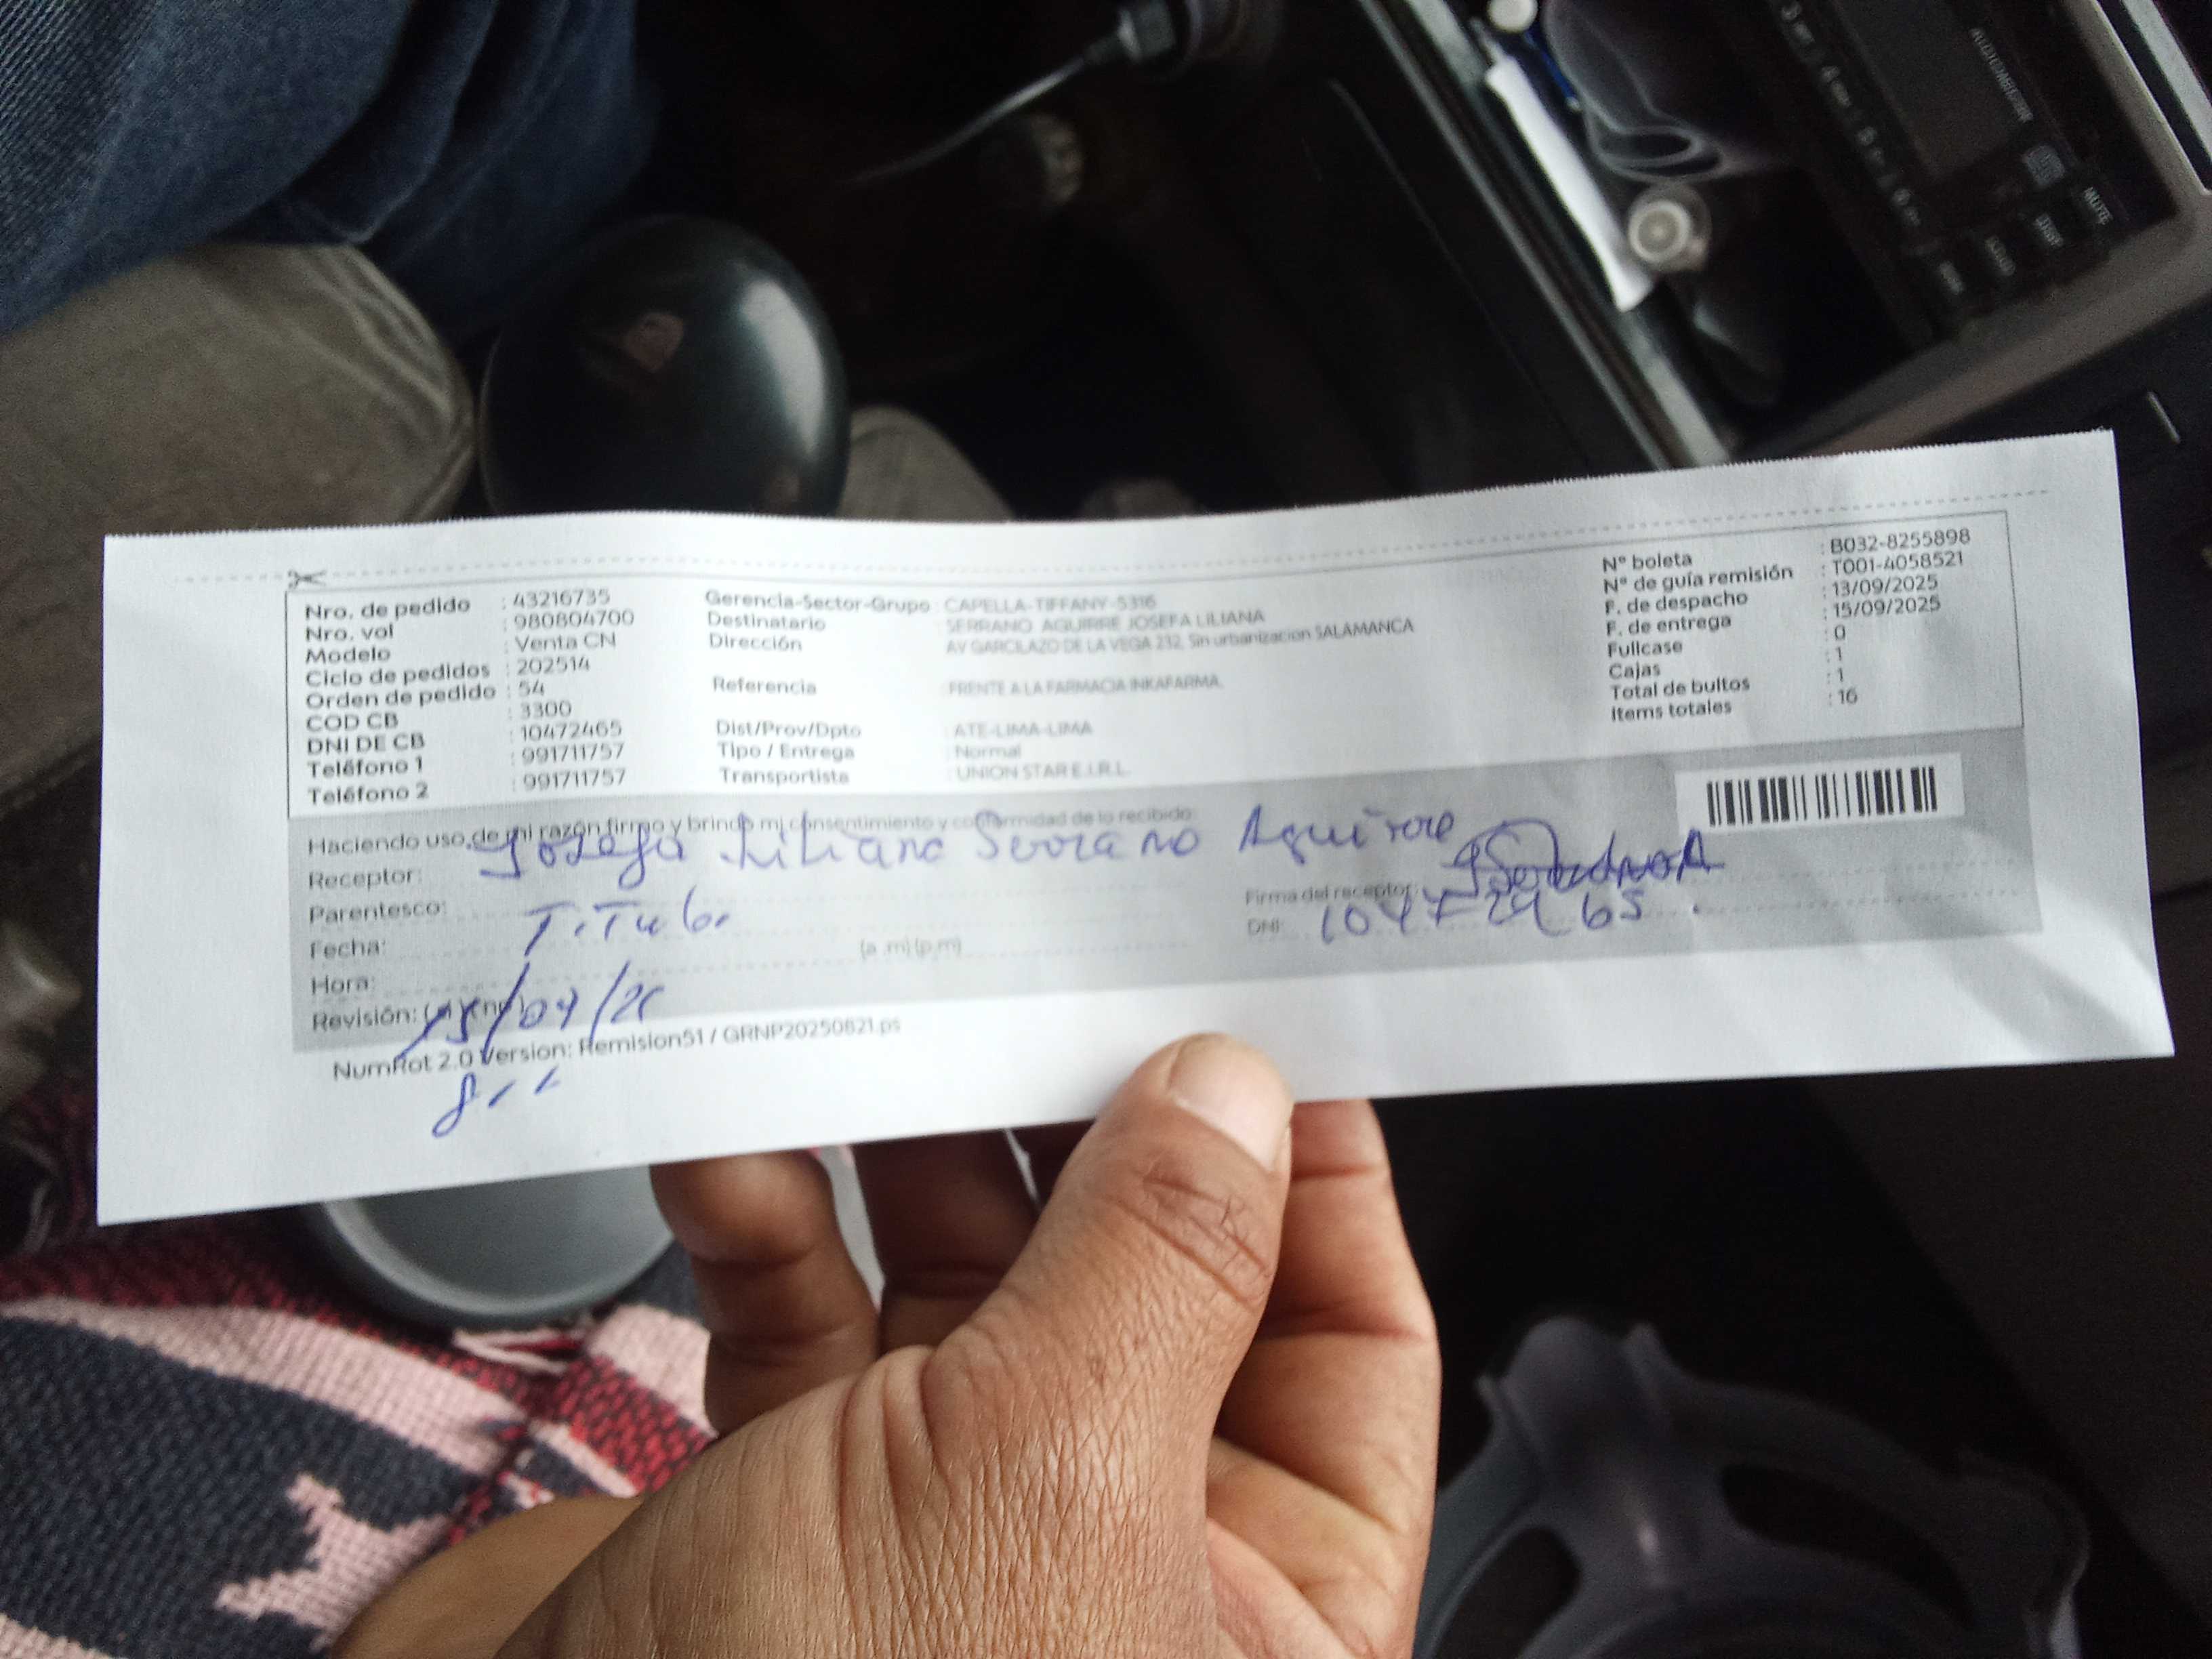 Nro. de pedido : 43216735
Nro. vol : 980804700
Modelo : Venta CN
Ciclo de pedidos : 202514
Orden de pedido : 54
COD CB : 3300
DNI DE CB : 10472465
Teléfono 1 : 991711757
Teléfono 2 : 991711757
Gerencia-Sector-Grupo : CAPELLA-TIFFANY-5316
Destinatario : SERRANO AGUIRRE JOSEFA LILIANA
Dirección : AV GARCILAZO DE LA VEGA 232, Sin urbanizacion SALAMANCA
Referencia : FRENTE A LA FARMACIA INKAFARMA.
Dist/Prov/Dpto : ATE-LIMA-LIMA
Tipo / Entrega : Normal
Transportista : UNION STAR E.I.R.L.
N° boleta : B032-8255898
N° de guía remisión : T001-4058521
F. de despacho : 13/09/2025
F. de entrega : 15/09/2025
Fullcase : 0
Cajas : 1
Total de bultos : 1
Items totales : 16
Haciendo uso de mi razón firmo y brindo mi consentimiento y conformidad de lo recibido:
Receptor: Josefa Liliana Serrano Aguirre
Firma del receptor:
Parentesco: Titular
DNI: 10472465
Fecha: (a .m) (p.m)
Hora:
Revisión:
NumRot 2.0 Version: Remision51 / GRNP20250821.ps
MUTE
DISP
LOUD